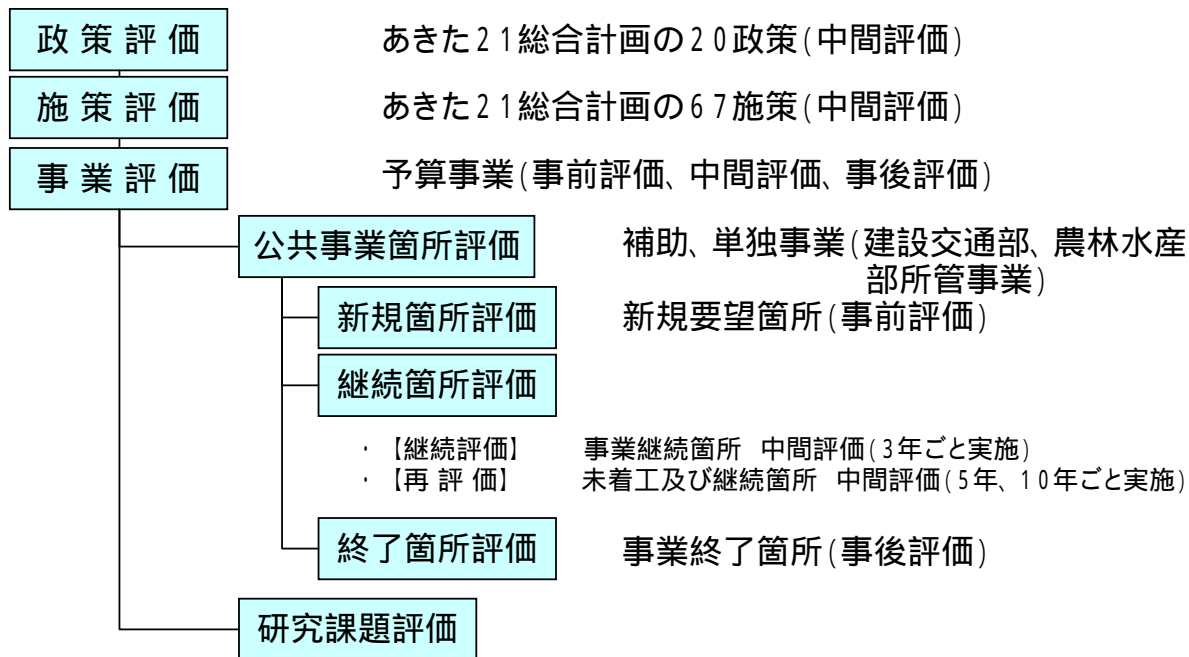 政策評価 あきた21総合計画の20政策(中間評価)
施策評価 あきた21総合計画の67施策(中間評価)
事業評価 予算事業(事前評価、中間評価、事後評価)
公共事業箇所評価 補助、単独事業(建設交通部、農林水産
部所管事業)
新規箇所評価 新規要望箇所(事前評価)
継続箇所評価
・【継続評価】 事業継続箇所 中間評価(3年ごと実施)
・【再評価】 未着工及び継続箇所 中間評価(5年、10年ごと実施)
終了箇所評価 事業終了箇所(事後評価)
研究課題評価